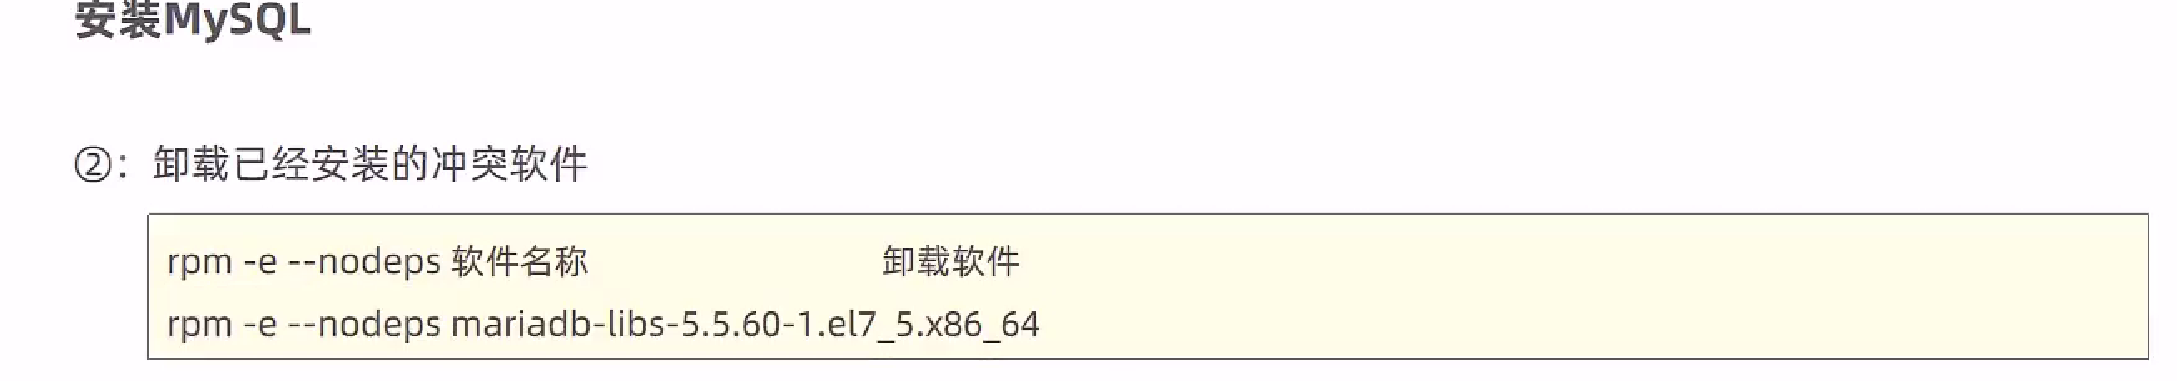 安装MySQL
②：卸载已经安装的冲突软件
rpm -e --nodeps 软件名称 卸载软件
rpm -e --nodeps mariadb-libs-5.5.60-1.el7_5.x86_64